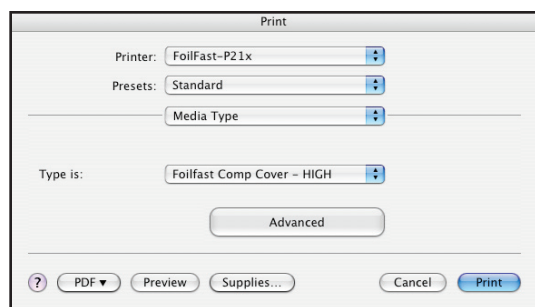 Print
Printer: FoilFast-P21x
Presets: Standard
Media Type
Type is: Foilfast Comp Cover – HIGH
Advanced
? PDF ▼ Preview Supplies... Cancel Print